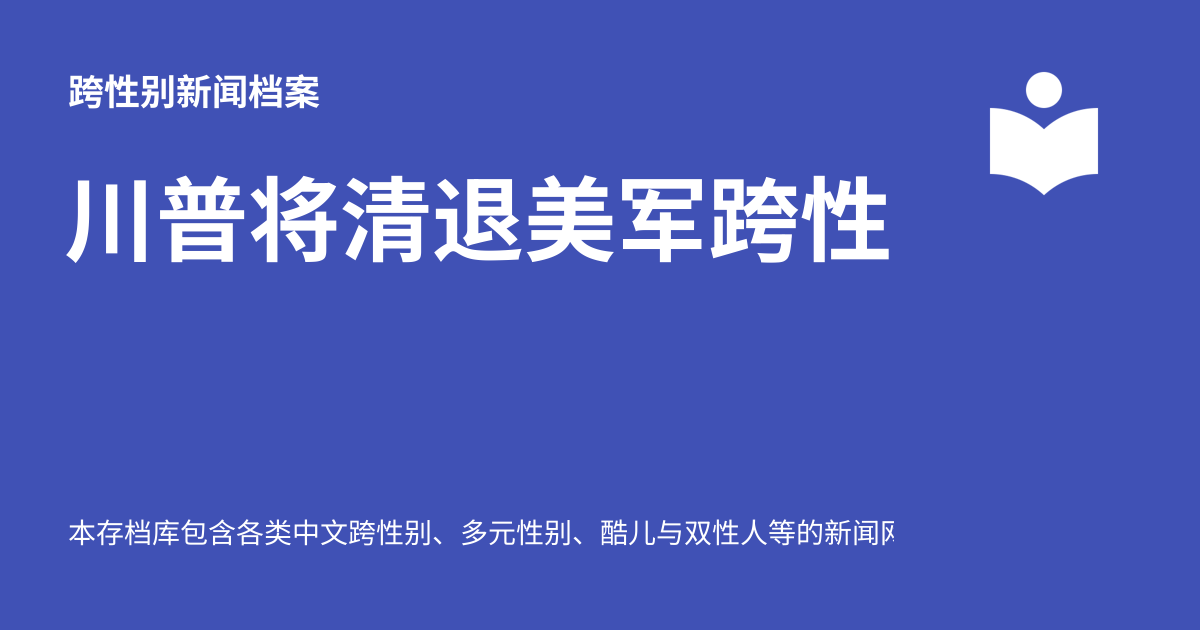 跨性别新闻档案
川普将清退美军跨性
本存档库包含各类中文跨性别、多元性别、酷儿与双性人等的新闻网